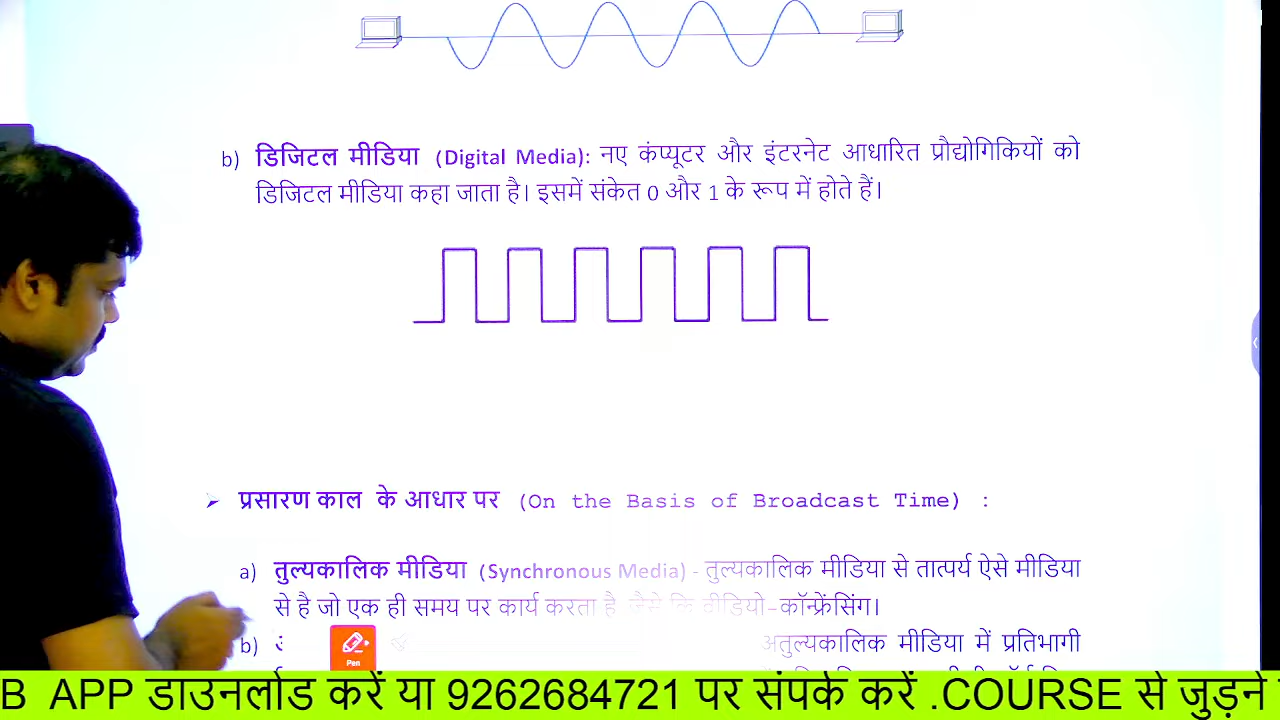 b) डिजिटल मीडिया (Digital Media): नए कंप्यूटर और इंटरनेट आधारित प्रौद्योगिकियों को
डिजिटल मीडिया कहा जाता है। इसमें संकेत 0 और 1 के रूप में होते हैं।
➢ प्रसारण काल के आधार पर (On the Basis of Broadcast Time) :
a) तुल्यकालिक मीडिया (Synchronous Media) - तुल्यकालिक मीडिया से तात्पर्य ऐसे मीडिया
से है जो एक ही समय पर कार्य करता है जैसे कि वीडियो-कॉन्फ्रेंसिंग।
b) अतुल्यकालिक मीडिया में प्रतिभागी
Pen
B APP डाउनर्लाड करें या 9262684721 पर संपर्क करें .COURSE से जुड़ने